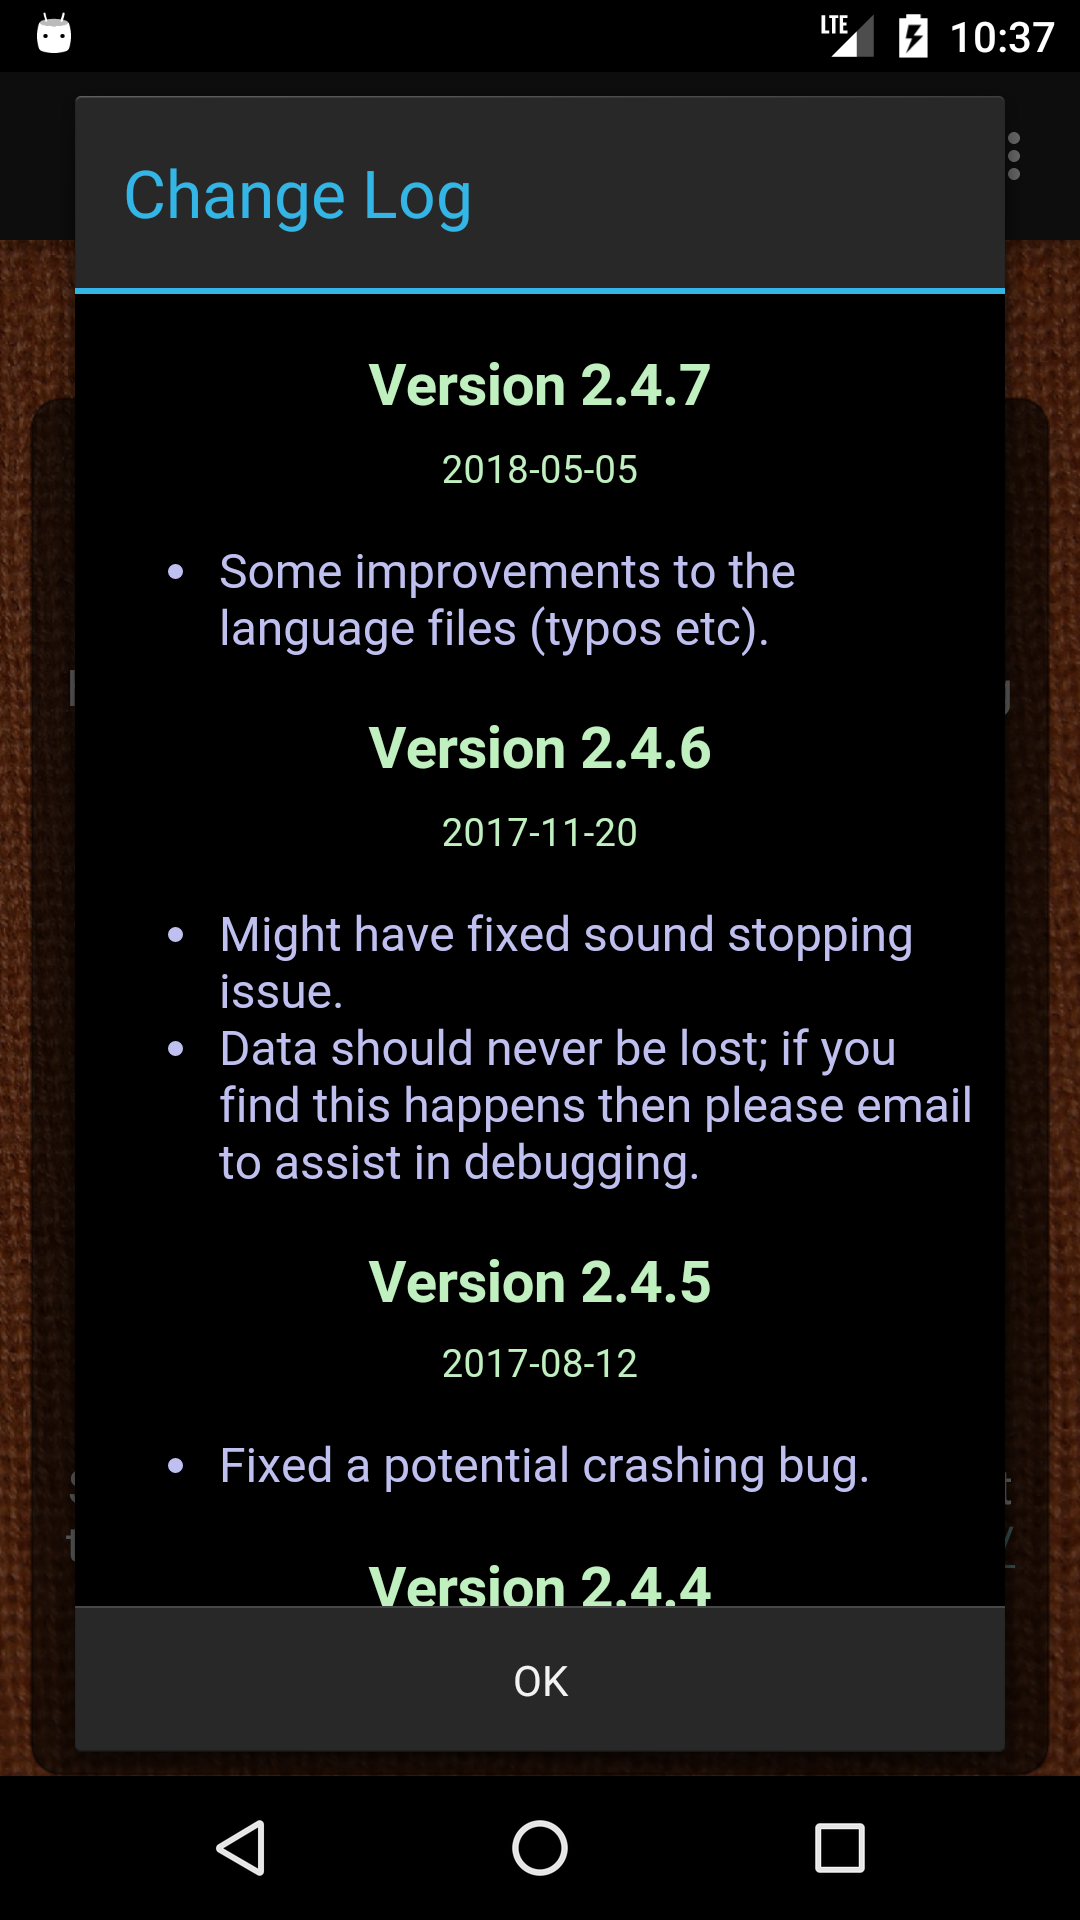 LTE 10:37
Change Log
Version 2.4.7
2018-05-05
• Some improvements to the
language files (typos etc).
Version 2.4.6
2017-11-20
• Might have fixed sound stopping
issue.
• Data should never be lost; if you
find this happens then please email
to assist in debugging.
Version 2.4.5
2017-08-12
• Fixed a potential crashing bug.
Version 2.4.4
OK